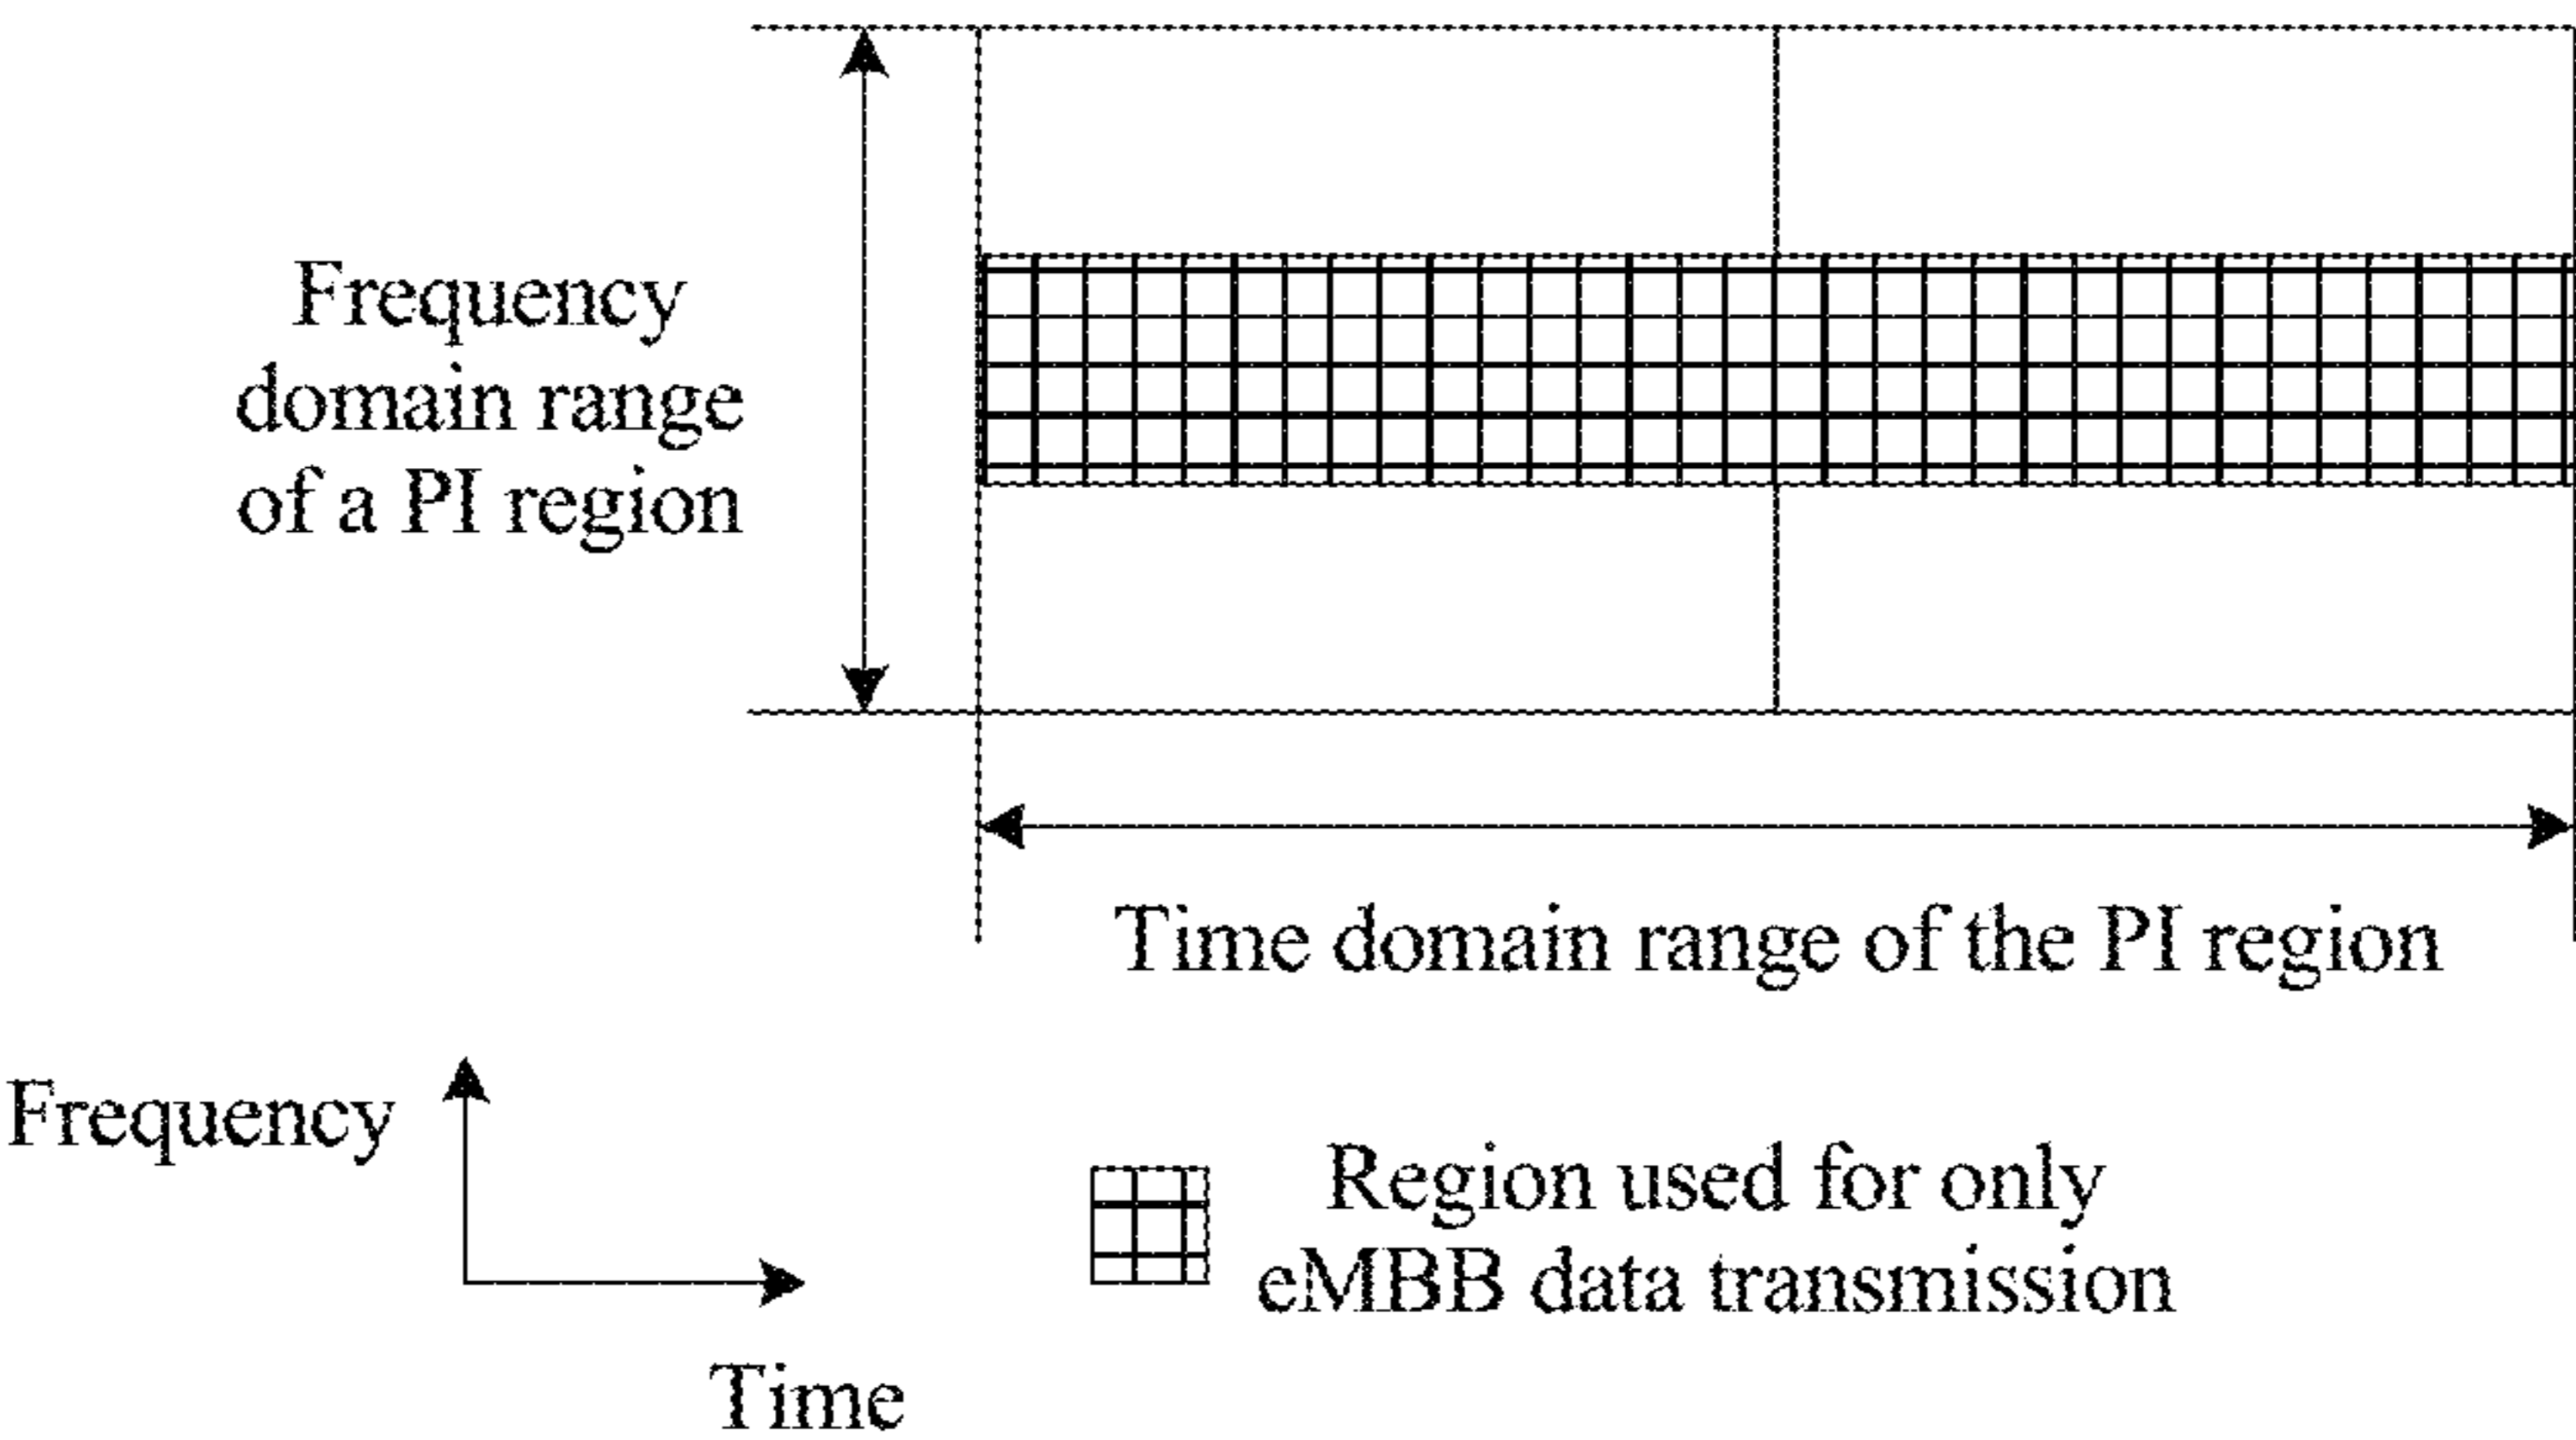 Frequency
domain range
of a PI region
Time domain range of the PI region
Frequency
Time
Region used for only
eMBB data transmission